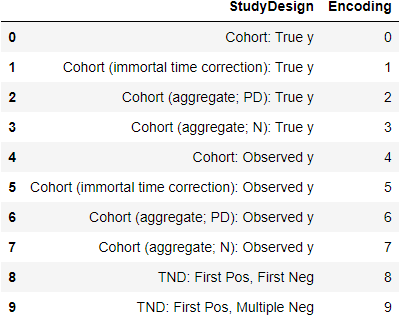 StudyDesign Encoding
0 Cohort: True y 0
1 Cohort (immortal time correction): True y 1
2 Cohort (aggregate; PD): True y 2
3 Cohort (aggregate; N): True y 3
4 Cohort: Observed y 4
5 Cohort (immortal time correction): Observed y 5
6 Cohort (aggregate; PD): Observed y 6
7 Cohort (aggregate; N): Observed y 7
8 TND: First Pos, First Neg 8
9 TND: First Pos, Multiple Neg 9